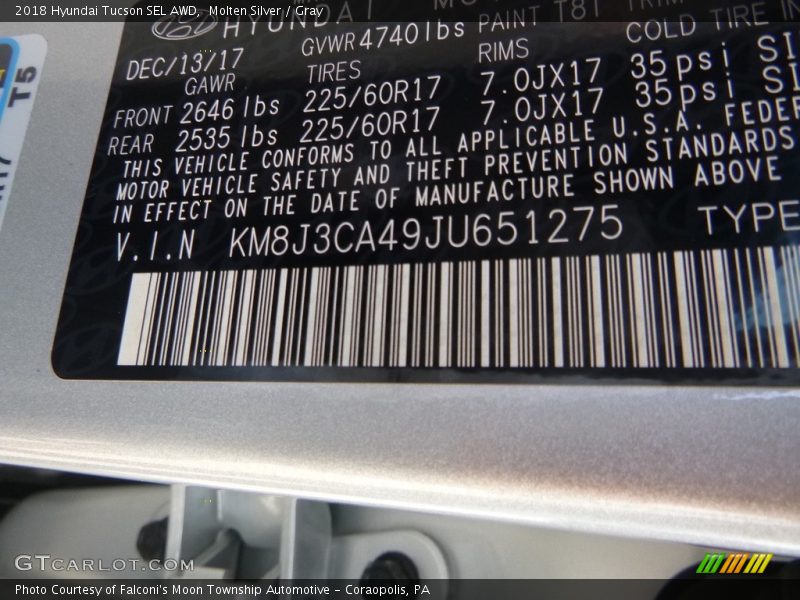 2018 Hyundai Tucson SEL AWD, Molten Silver / Gray
HYUNDAI
DEC/13/17 GVWR 4740 lbs PAINT T8T TRIM
GAWR TIRES RIMS COLD TIRE IN
FRONT 2646 lbs 225/60R17 7.0JX17 35 psi SI
REAR 2535 lbs 225/60R17 7.0JX17 35 psi SI
THIS VEHICLE CONFORMS TO ALL APPLICABLE U.S.A. FEDER
MOTOR VEHICLE SAFETY AND THEFT PREVENTION STANDARDS
IN EFFECT ON THE DATE OF MANUFACTURE SHOWN ABOVE
V.I.N KM8J3CA49JU651275 TYPE
T5
GTCARLOT.COM
Photo Courtesy of Falconi's Moon Township Automotive – Coraopolis, PA